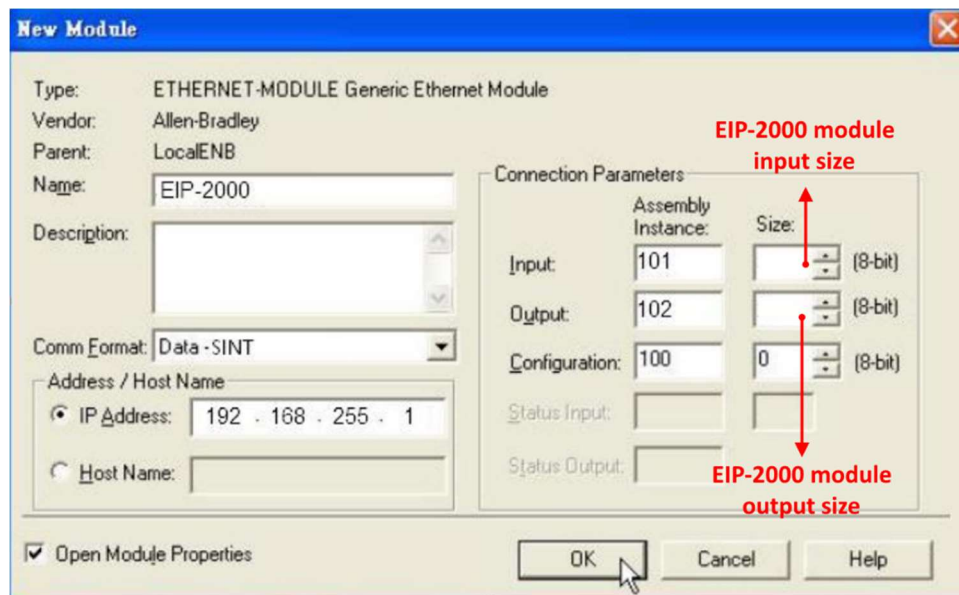 New Module
Type: ETHERNET-MODULE Generic Ethernet Module
Vendor: Allen-Bradley
Parent: LocalENB
Name: EIP-2000
Description:
Comm Format: Data -SINT
Address / Host Name
IP Address: 192 . 168 . 255 . 1
Host Name:
EIP-2000 module
input size
Connection Parameters
Assembly
Instance: Size:
Input: 101 (8-bit)
Output: 102 (8-bit)
Configuration: 100 0 (8-bit)
Status Input:
Status Output:
EIP-2000 module
output size
Open Module Properties
OK Cancel Help